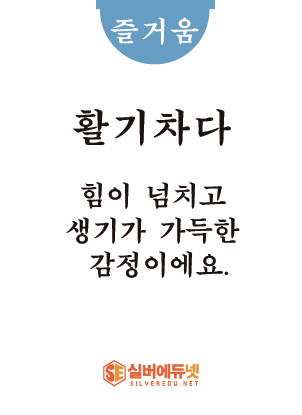 즐거움
활기차다
힘이 넘치고
생기가 가득한
감정이에요.
SE 실버에듀넷
SILVEREDU.NET